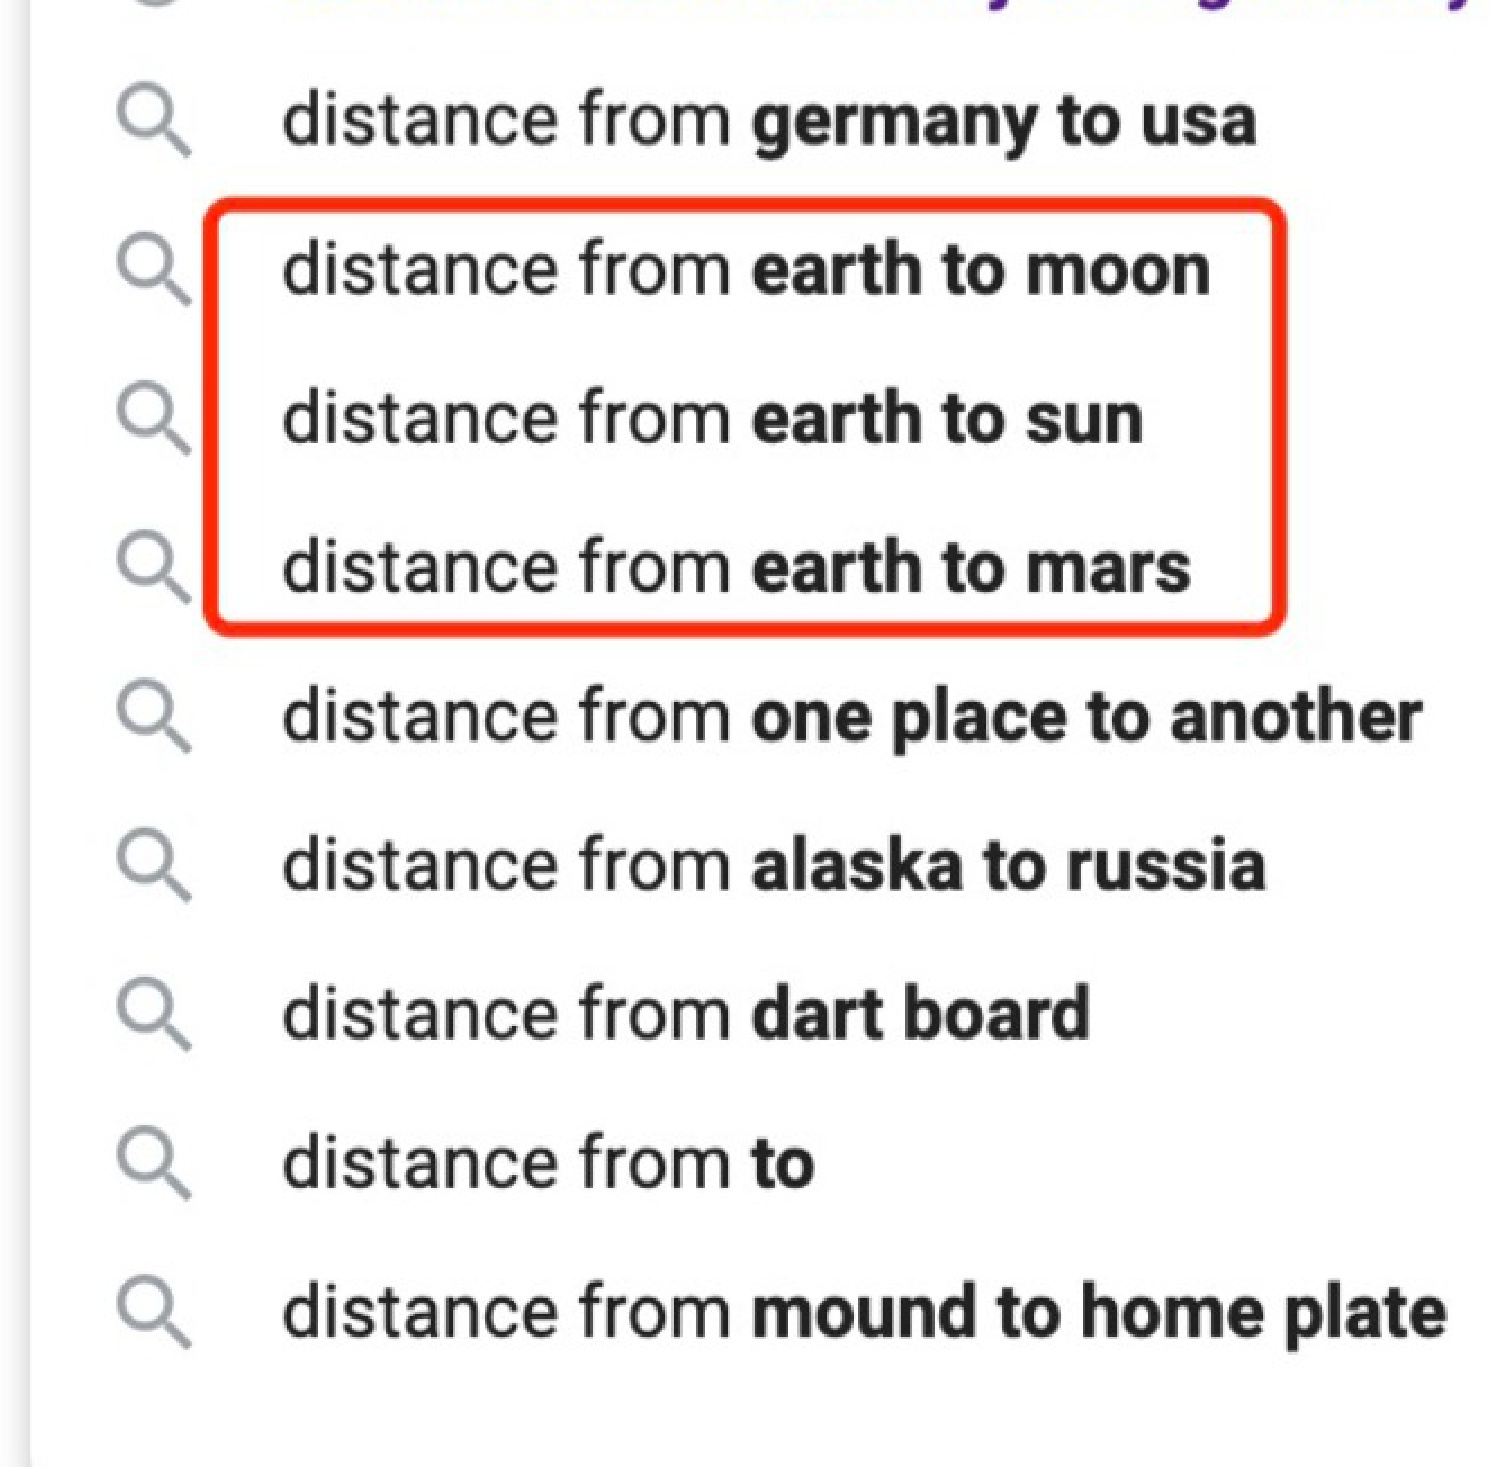 distance from germany to usa
distance from earth to moon
distance from earth to sun
distance from earth to mars
distance from one place to another
distance from alaska to russia
distance from dart board
distance from to
distance from mound to home plate